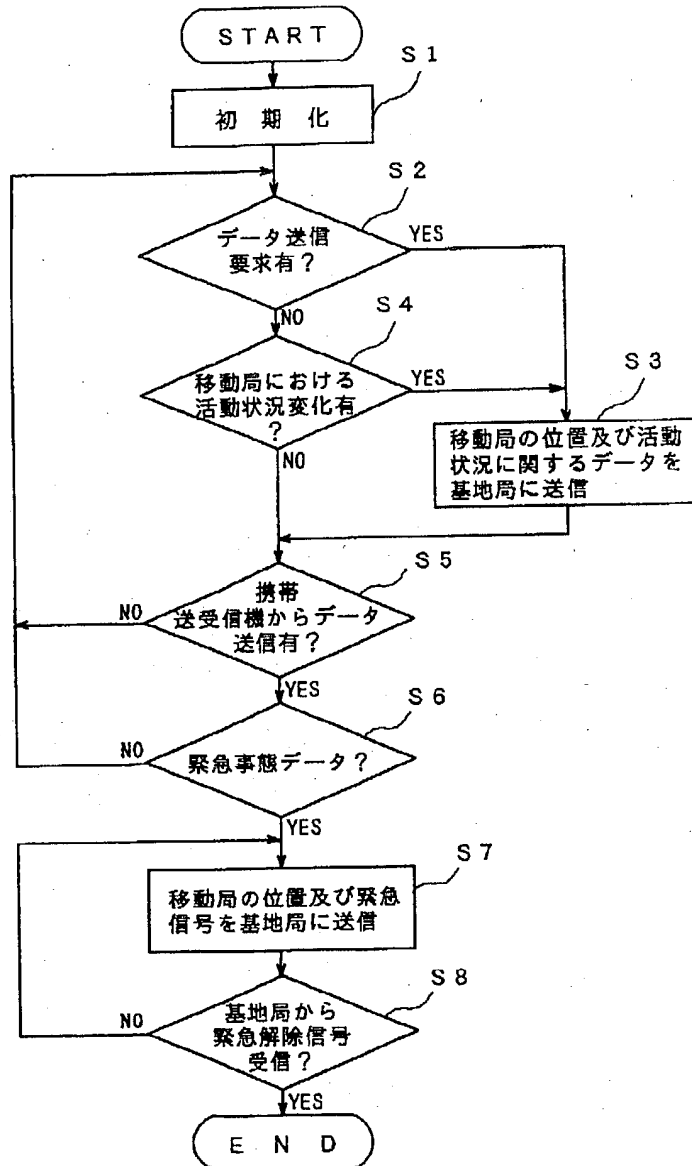 START
S1
初期化
S2
データ送信
要求有？
YES
NO
S4
移動局における
活動状況変化有
？
YES
NO
S3
移動局の位置及び活動
状況に関するデータを
基地局に送信
S5
携帯
送受信機からデータ
送信有？
NO
YES
S6
緊急事態データ？
NO
YES
S7
移動局の位置及び緊急
信号を基地局に送信
S8
基地局から
緊急解除信号
受信？
NO
YES
END